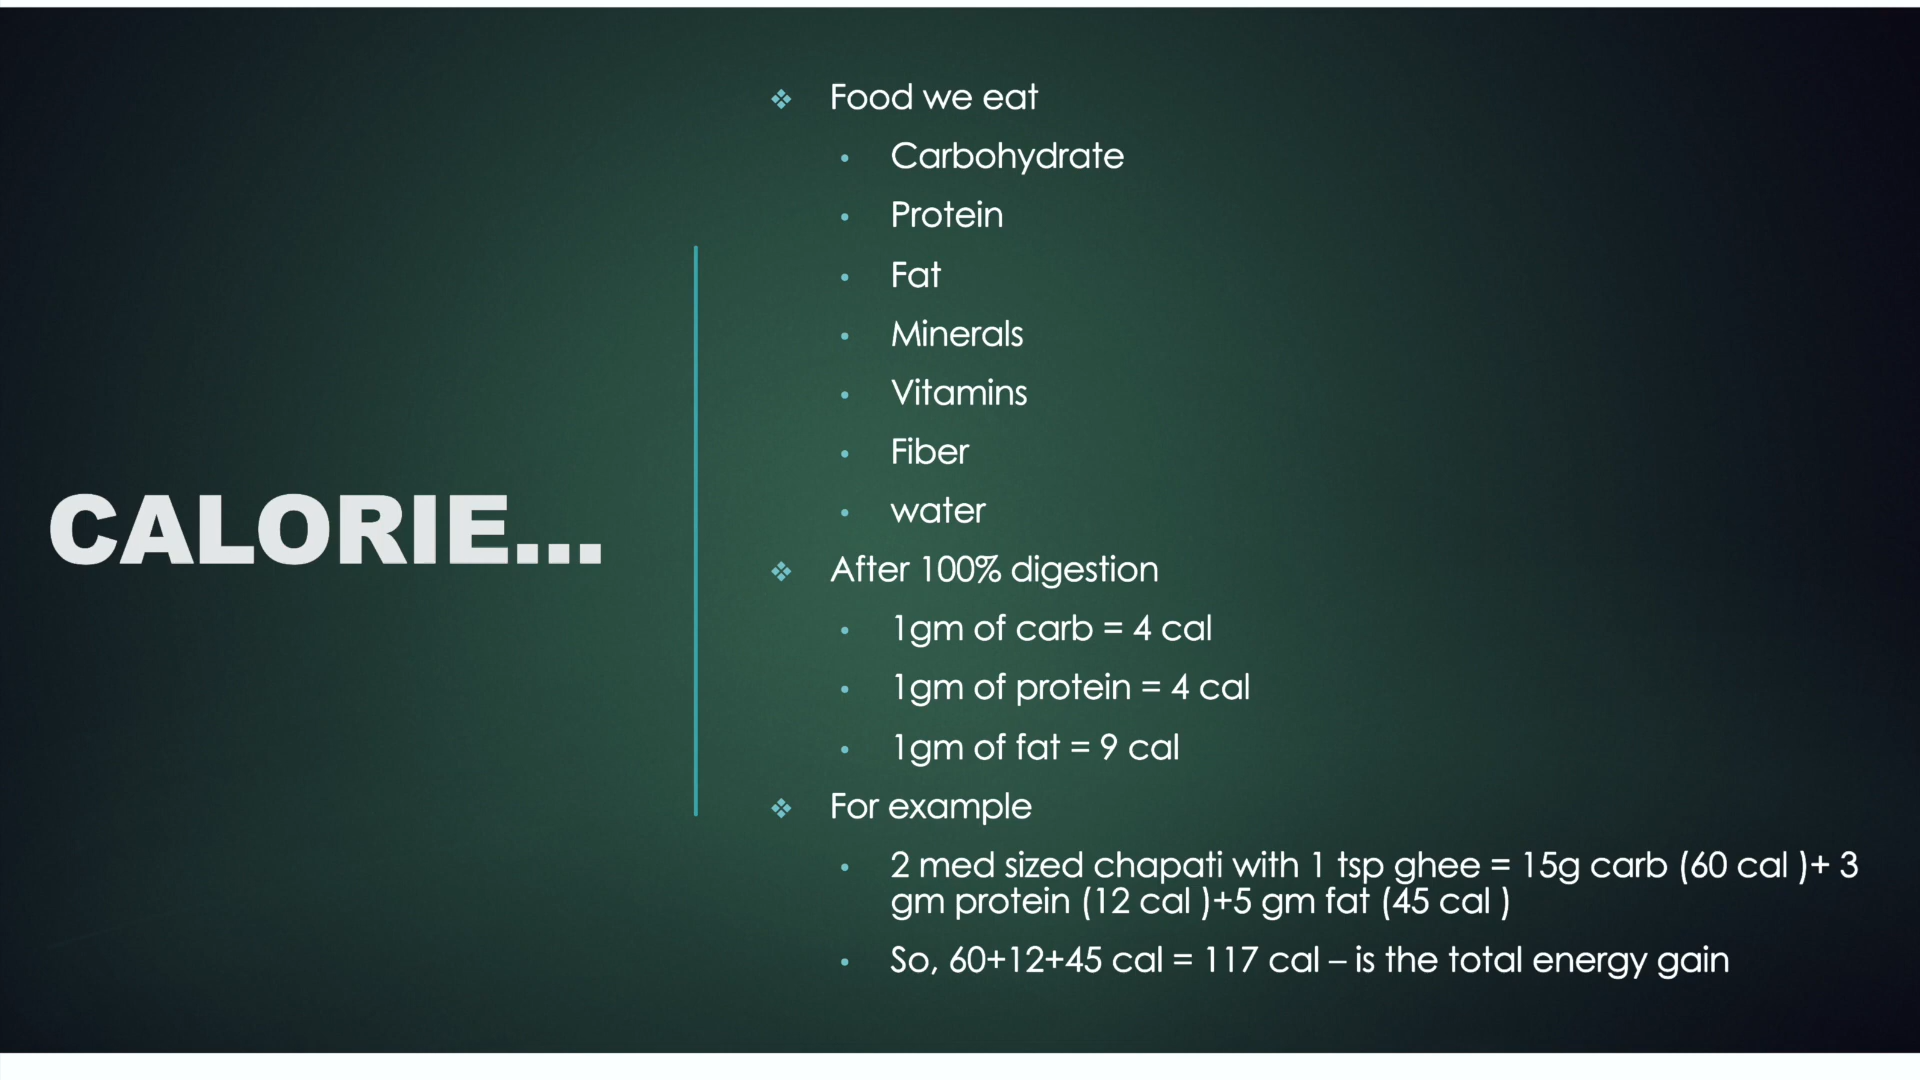 CALORIE...
Food we eat
Carbohydrate
Protein
Fat
Minerals
Vitamins
Fiber
water
After 100% digestion
1gm of carb = 4 cal
1gm of protein = 4 cal
1gm of fat = 9 cal
For example
2 med sized chapati with 1 tsp ghee = 15g carb (60 cal )+ 3
gm protein (12 cal )+5 gm fat (45 cal )
So, 60+12+45 cal = 117 cal – is the total energy gain